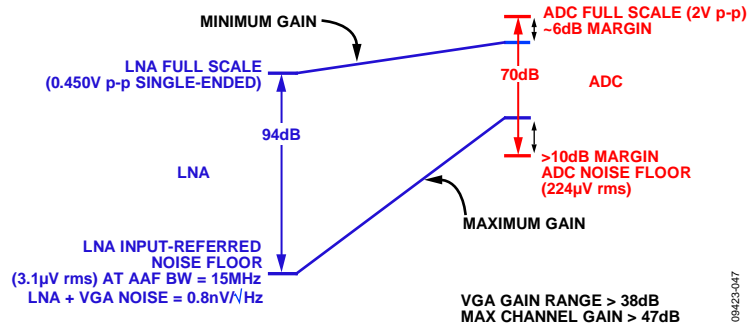 MINIMUM GAIN
ADC FULL SCALE (2V p-p)
~6dB MARGIN
LNA FULL SCALE
(0.450V p-p SINGLE-ENDED)
70dB
ADC
94dB
LNA
>10dB MARGIN
ADC NOISE FLOOR
(224µV rms)
MAXIMUM GAIN
LNA INPUT-REFERRED
NOISE FLOOR
(3.1µV rms) AT AAF BW = 15MHz
LNA + VGA NOISE = 0.8nV/√Hz
VGA GAIN RANGE > 38dB
MAX CHANNEL GAIN > 47dB
09423-047